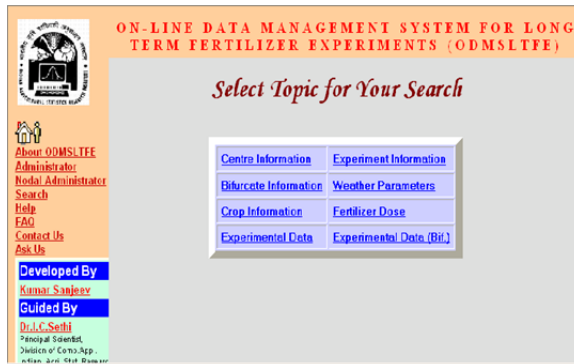 ON-LINE DATA MANAGEMENT SYSTEM FOR LONG
TERM FERTILIZER EXPERIMENTS (ODMSLTFE)
Select Topic for Your Search
About ODMSLTFE
Administrator
Nodal Administrator
Search
Help
FAQ
Contact Us
Ask Us
Developed By
Kumar Sanjeev
Guided By
Dr.I.C.Sethi
Principal Scientist,
Division of Comp.App.
Centre Information Experiment Information
Bifurcate Information Weather Parameters
Crop Information Fertilizer Dose
Experimental Data Experimental Data (Bif.)